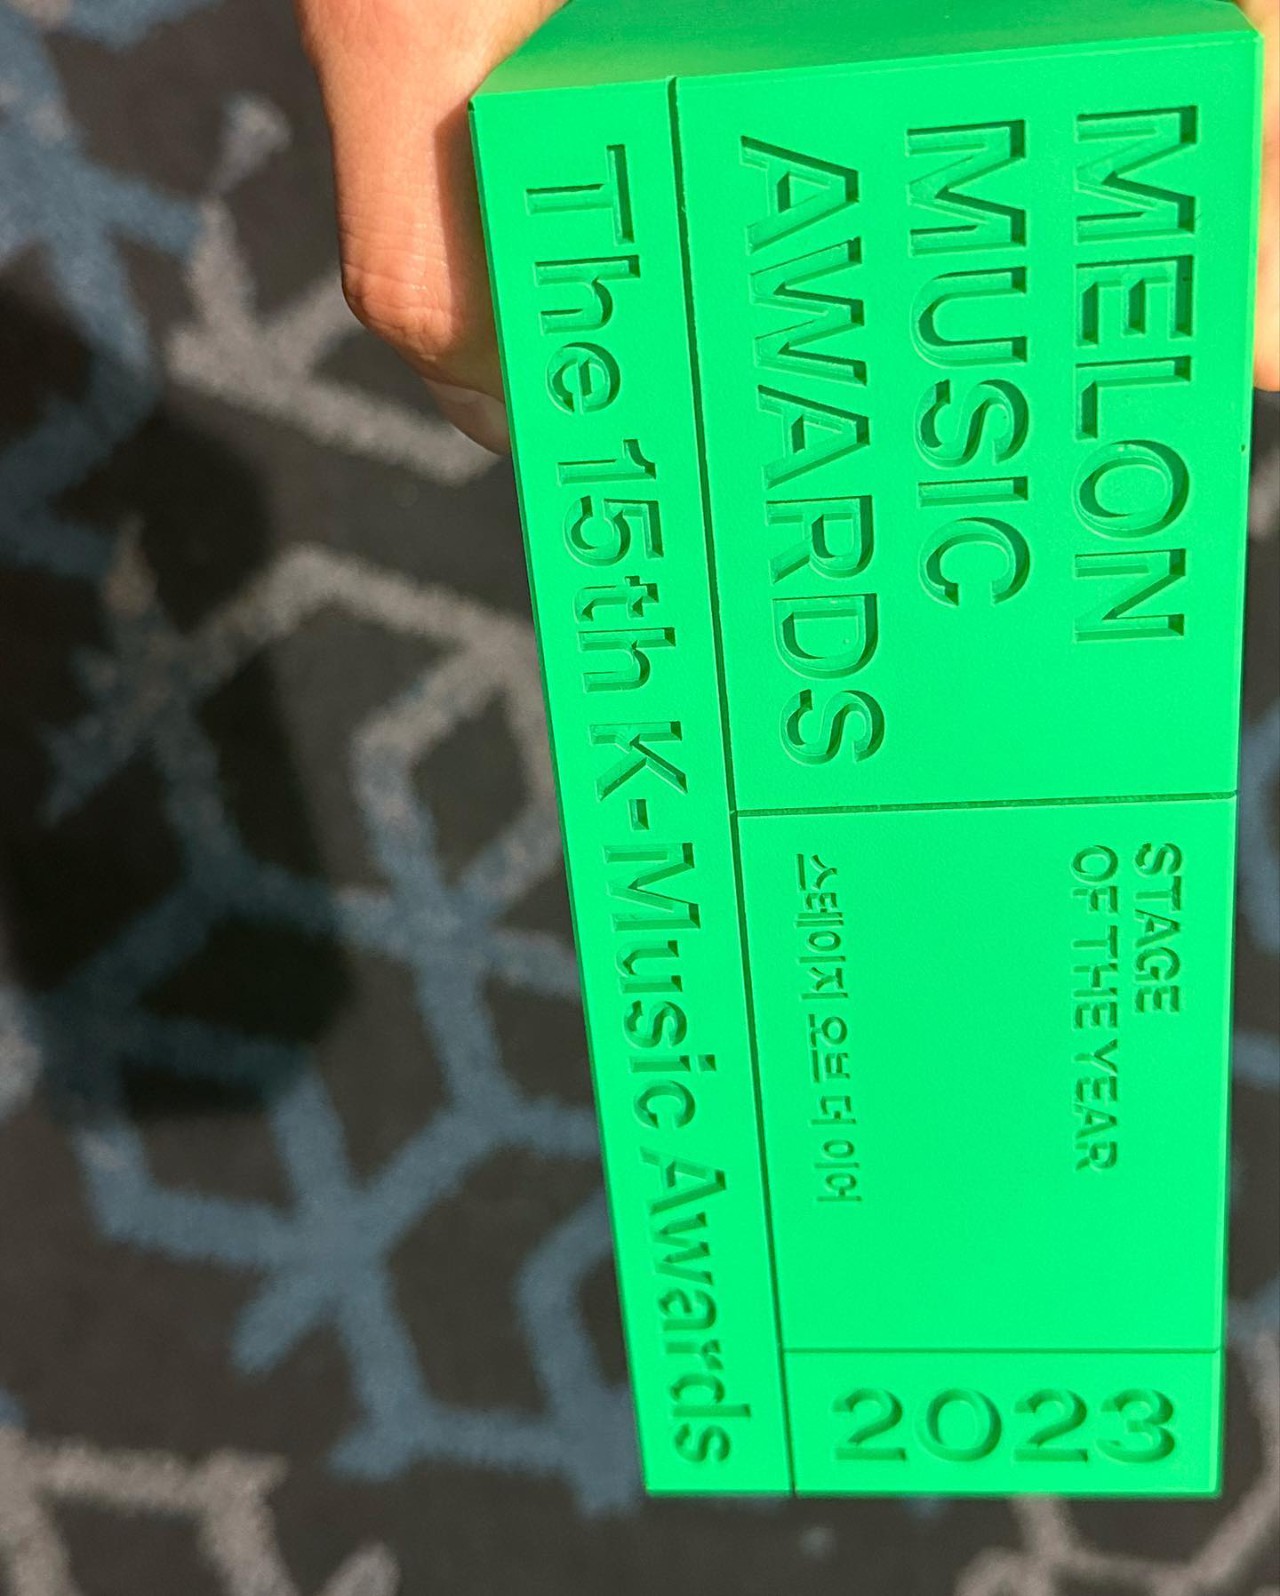 MELON
MUSIC
AWARDS
STAGE
OF THE YEAR
스테이지 오브 더 이어
2023
The 15th K-Music Awards